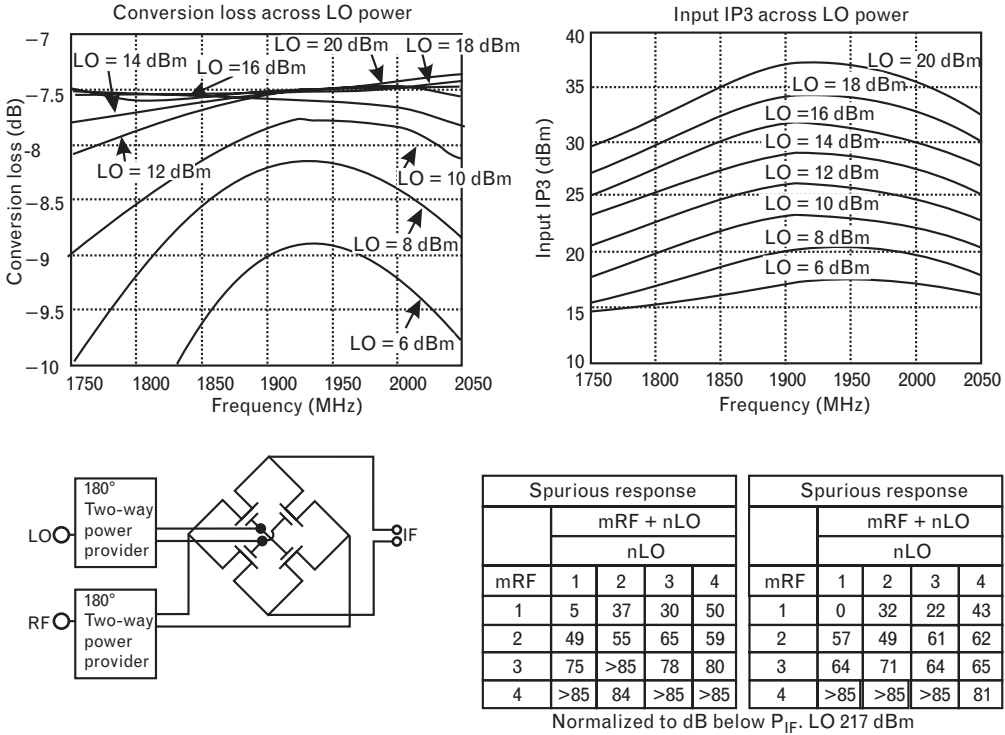 Conversion loss across LO power
−7
−7.5
−8
−8.5
−9
−9.5
−10
Conversion loss (dB)
LO = 20 dBm
LO = 18 dBm
LO = 14 dBm
LO =16 dBm
LO = 12 dBm
LO = 10 dBm
LO = 8 dBm
LO = 6 dBm
1750 1800 1850 1900 1950 2000 2050
Frequency (MHz)
Input IP3 across LO power
40
35
30
25
20
15
10
Input IP3 (dBm)
LO = 20 dBm
LO = 18 dBm
LO =16 dBm
LO = 14 dBm
LO = 12 dBm
LO = 10 dBm
LO = 8 dBm
LO = 6 dBm
1750 1800 1850 1900 1950 2000 2050
Frequency (MHz)
LO
180°
Two-way
power
provider
RF
180°
Two-way
power
provider
IF
Spurious response
mRF + nLO
nLO
mRF 1 2 3 4
1 5 37 30 50
2 49 55 65 59
3 75 >85 78 80
4 >85 84 >85 >85
Spurious response
mRF + nLO
nLO
mRF 1 2 3 4
1 0 32 22 43
2 57 49 61 62
3 64 71 64 65
4 >85 >85 >85 81
Normalized to dB below PIF. LO 217 dBm